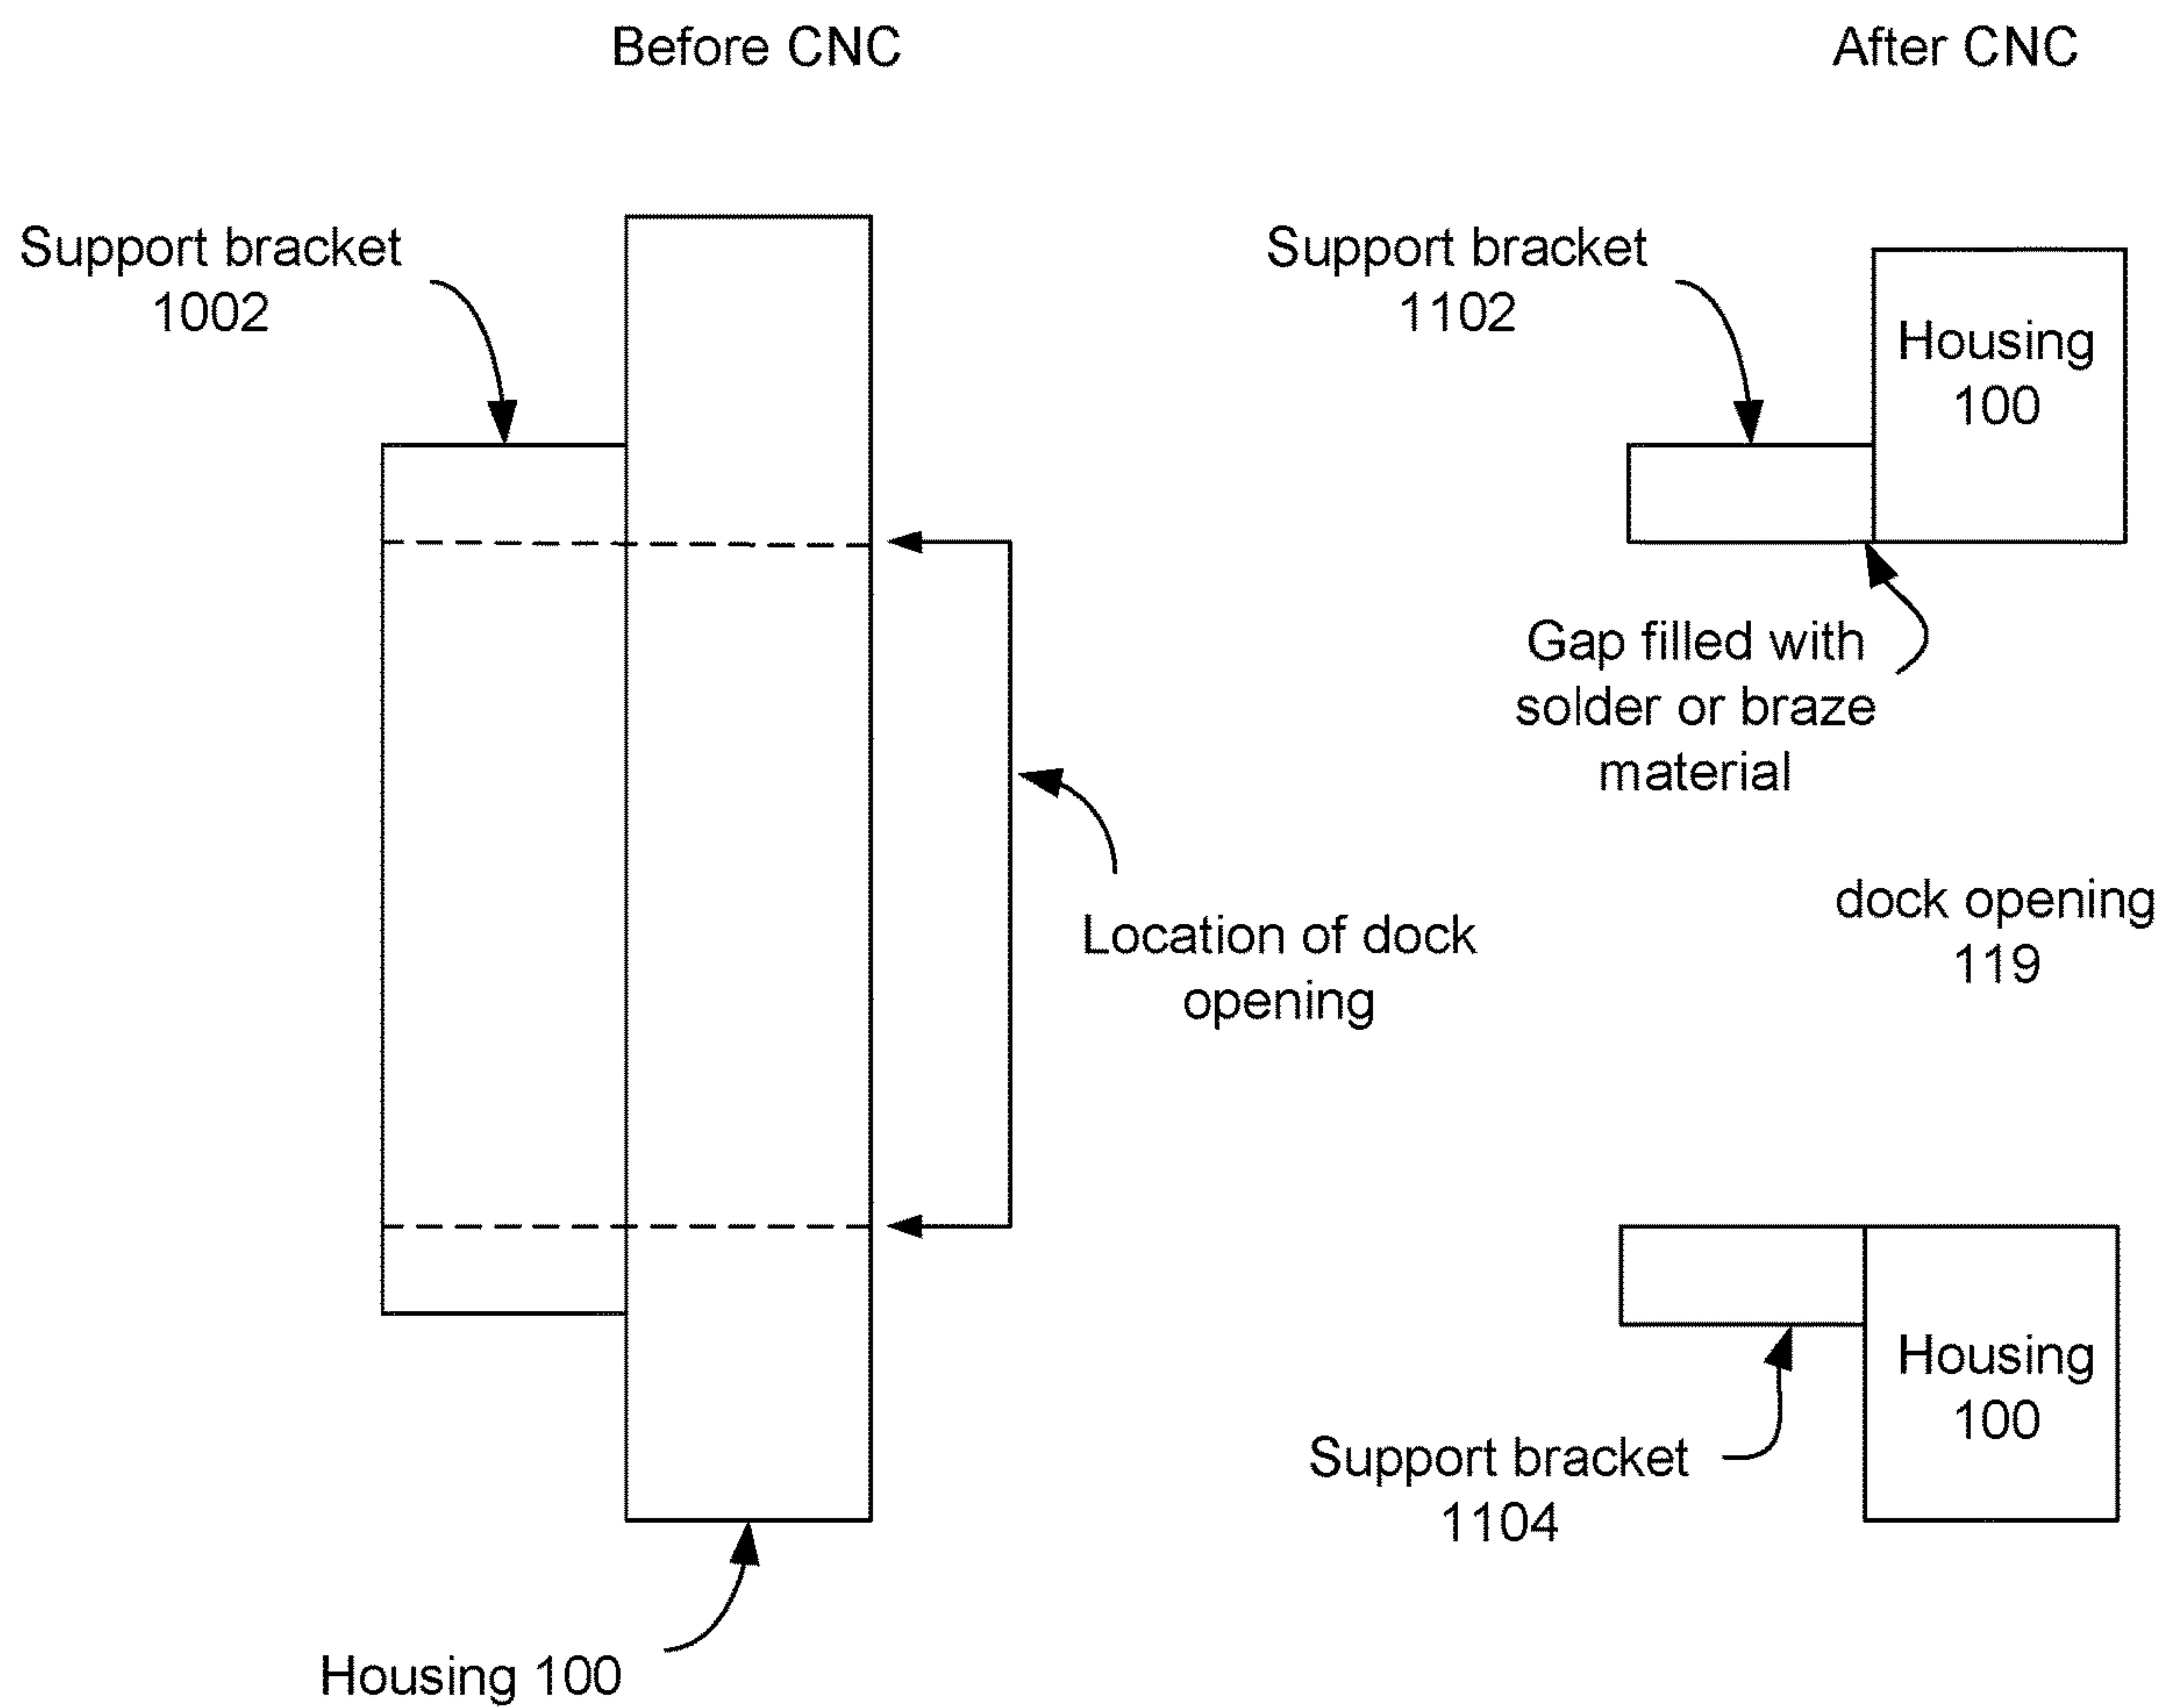 Before CNC
After CNC
Support bracket
1002
Support bracket
1102
Housing
100
Gap filled with
solder or braze
material
dock opening
119
Location of dock
opening
Housing
100
Support bracket
1104
Housing 100